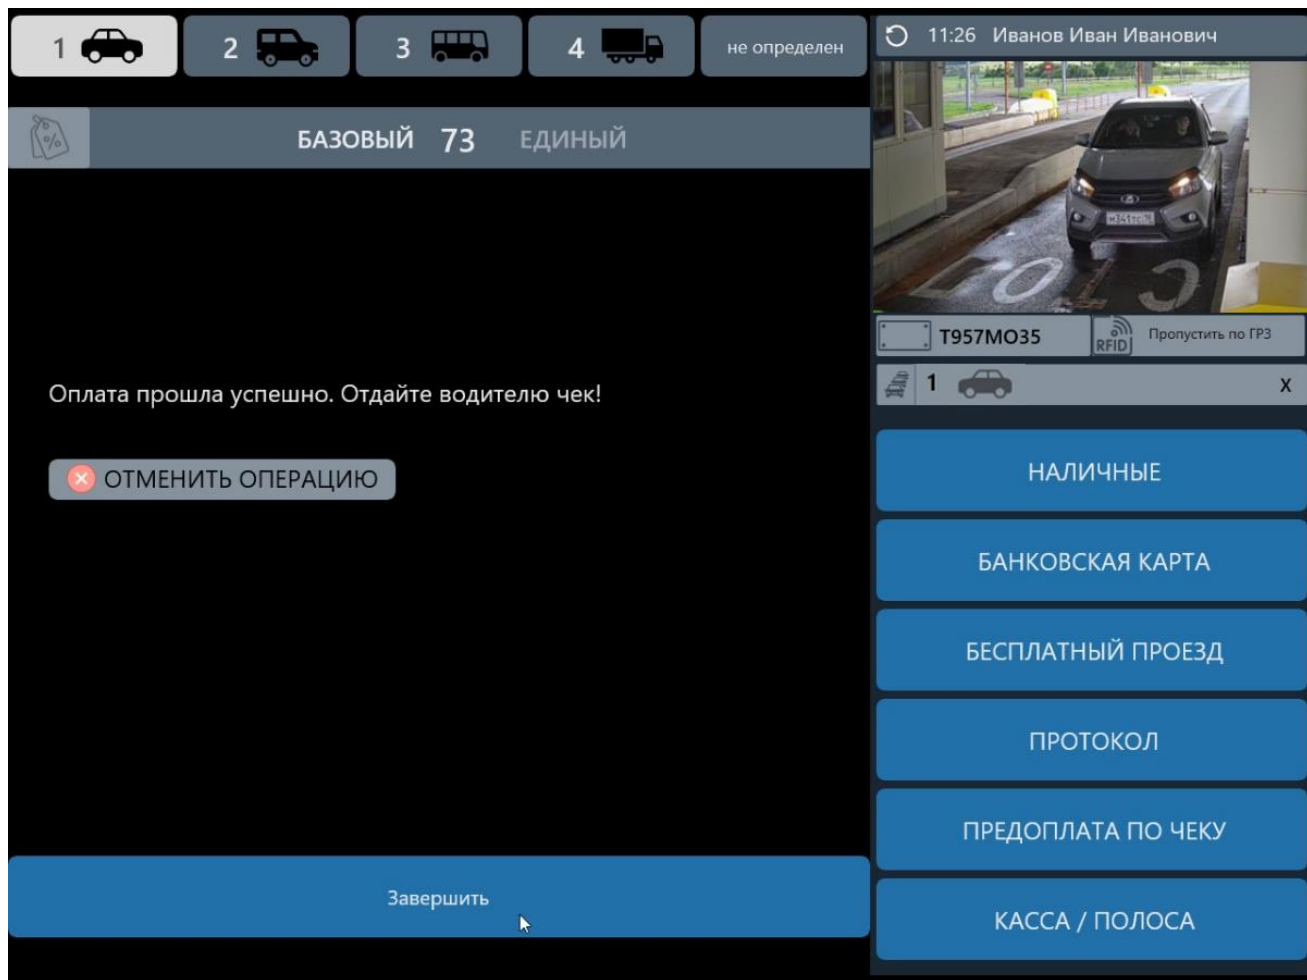 1
2
3
4
не определен
11:26 Иванов Иван Иванович
БАЗОВЫЙ 73 ЕДИНЫЙ
Оплата прошла успешно. Отдайте водителю чек!
ОТМЕНИТЬ ОПЕРАЦИЮ
Завершить
Т957МО35
RFID
Пропустить по ГРЗ
1
X
НАЛИЧНЫЕ
БАНКОВСКАЯ КАРТА
БЕСПЛАТНЫЙ ПРОЕЗД
ПРОТОКОЛ
ПРЕДОПЛАТА ПО ЧЕКУ
КАССА / ПОЛОСА